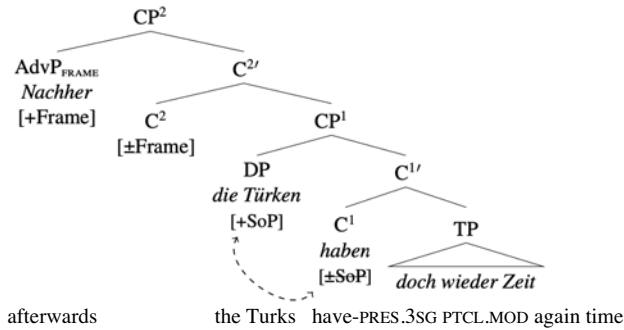 CP²
AdvP_FRAME C²′
Nachher
[+Frame] C² CP¹
[±Frame]
DP C¹′
die Türken
[+SoP] C¹ TP
haben
[±SoP] doch wieder Zeit
afterwards the Turks have-PRES.3SG PTCL.MOD again time